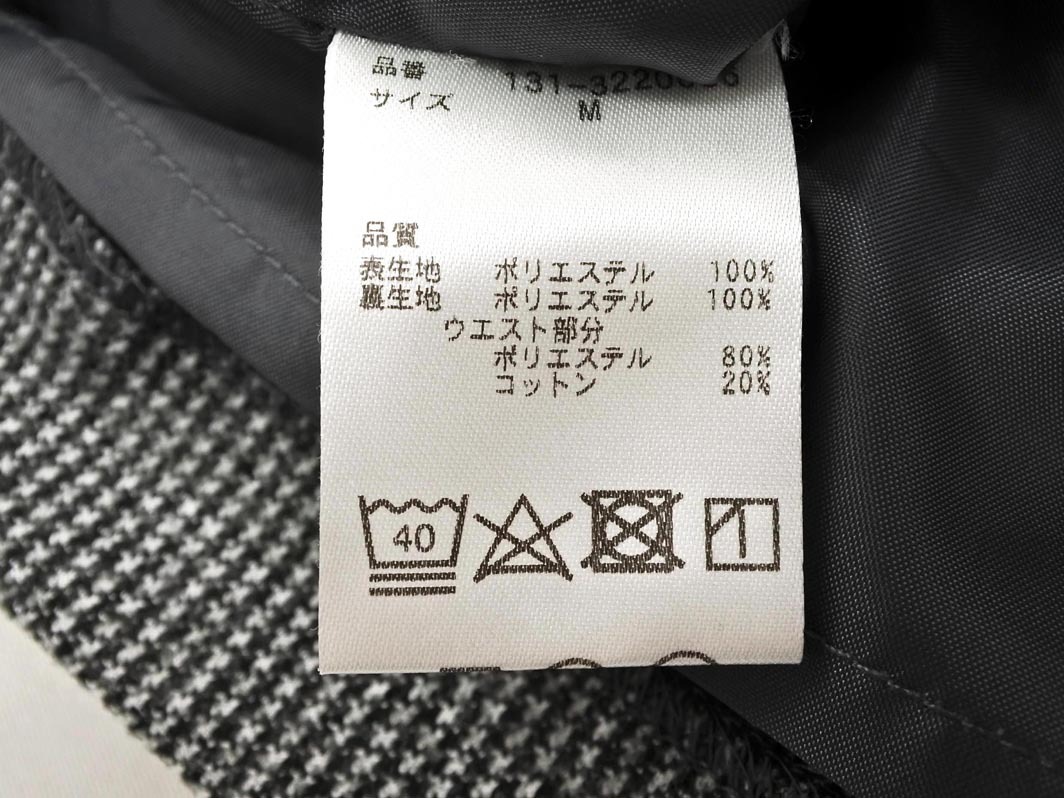 品番
サイズ M
品質
表生地 ポリエステル 100%
裏生地 ポリエステル 100%
ウエスト部分
ポリエステル 80%
コットン 20%
40